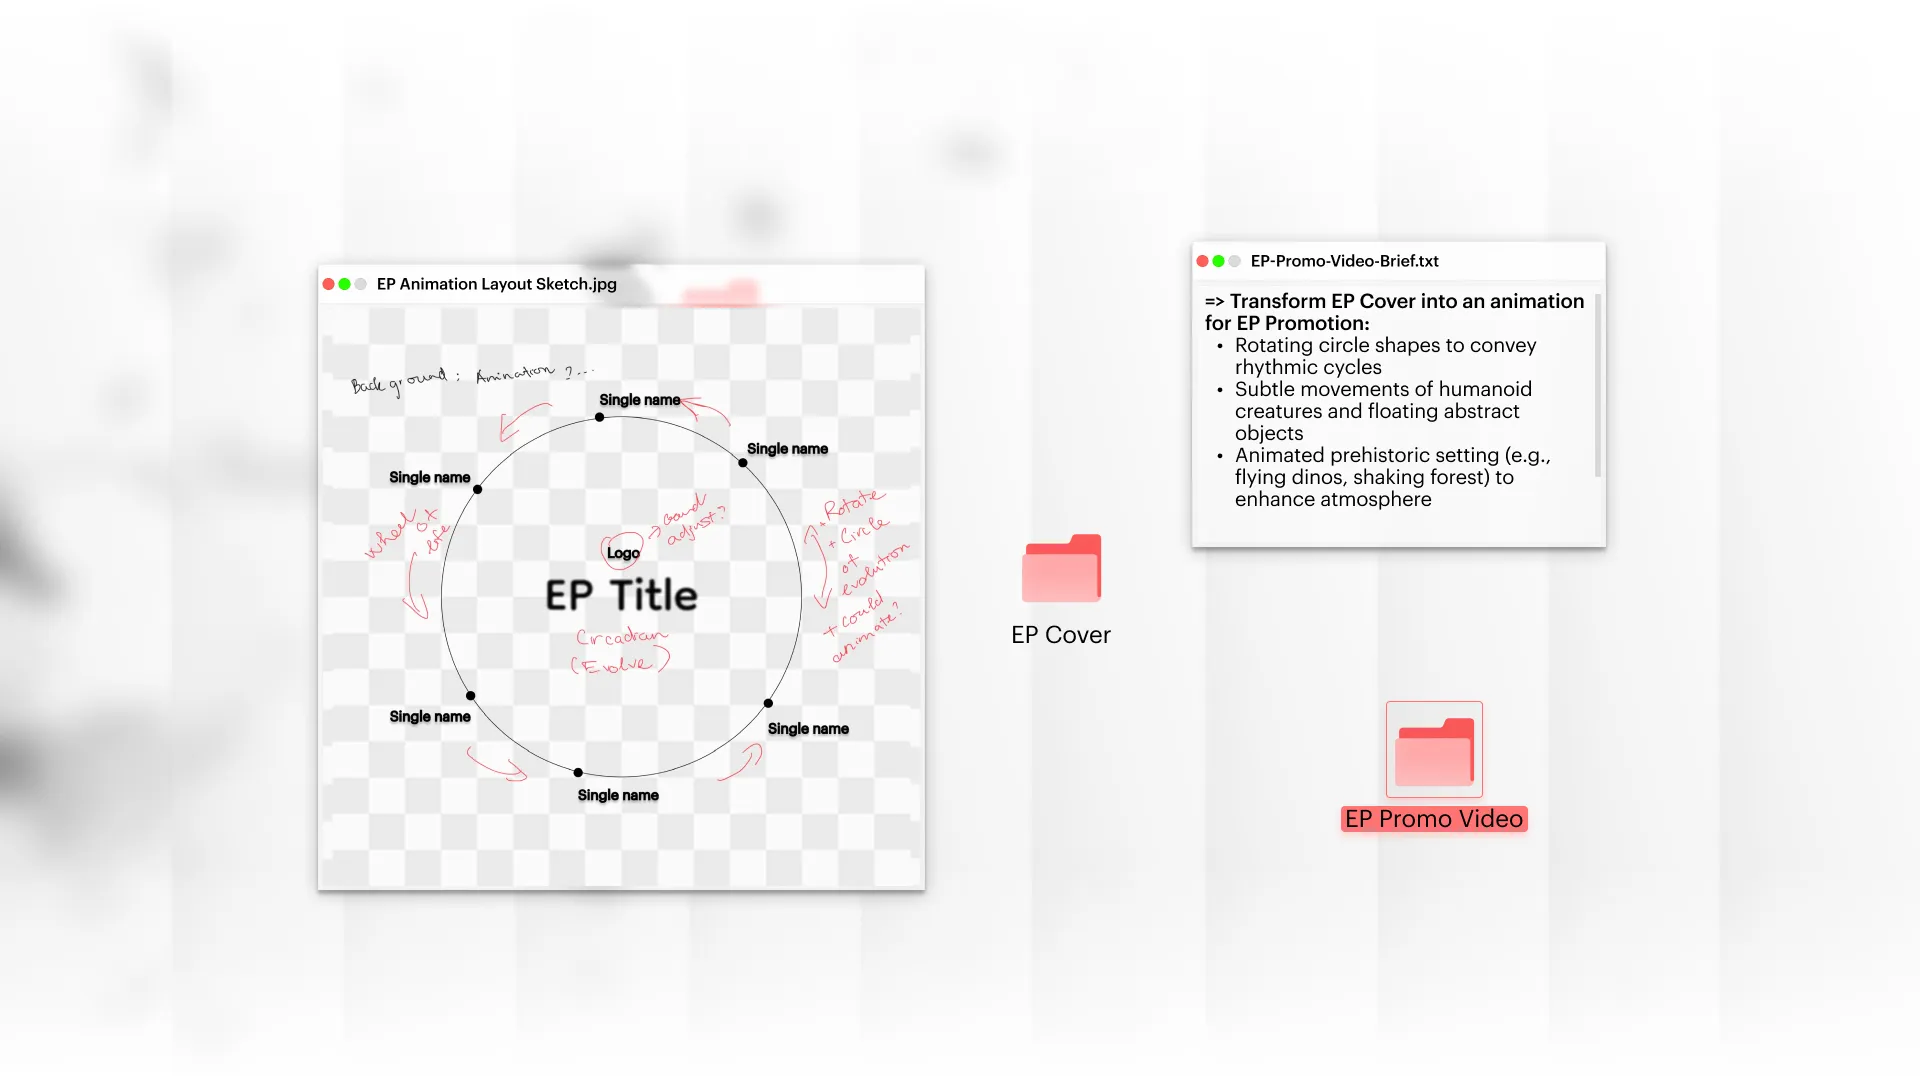 EP Animation Layout Sketch.jpg
Background: Animation ?...
Single name
Single name
Single name
wheel
ox
life
Logo
→ could
adjust?
EP Title
Circadian
(Evolve)
+ Rotate
+ Circle
of
evolution
+ could
animate?
Single name
Single name
Single name
EP Cover
EP-Promo-Video-Brief.txt
=> Transform EP Cover into an animation
for EP Promotion:
• Rotating circle shapes to convey
rhythmic cycles
• Subtle movements of humanoid
creatures and floating abstract
objects
• Animated prehistoric setting (e.g.,
flying dinos, shaking forest) to
enhance atmosphere
EP Promo Video